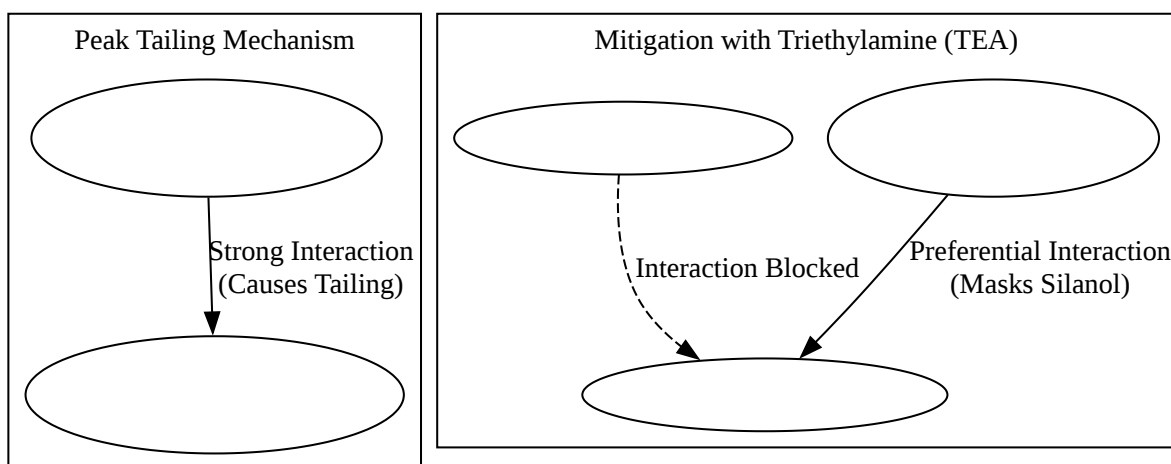 Peak Tailing Mechanism
Strong Interaction
(Causes Tailing)
Mitigation with Triethylamine (TEA)
Interaction Blocked
Preferential Interaction
(Masks Silanol)